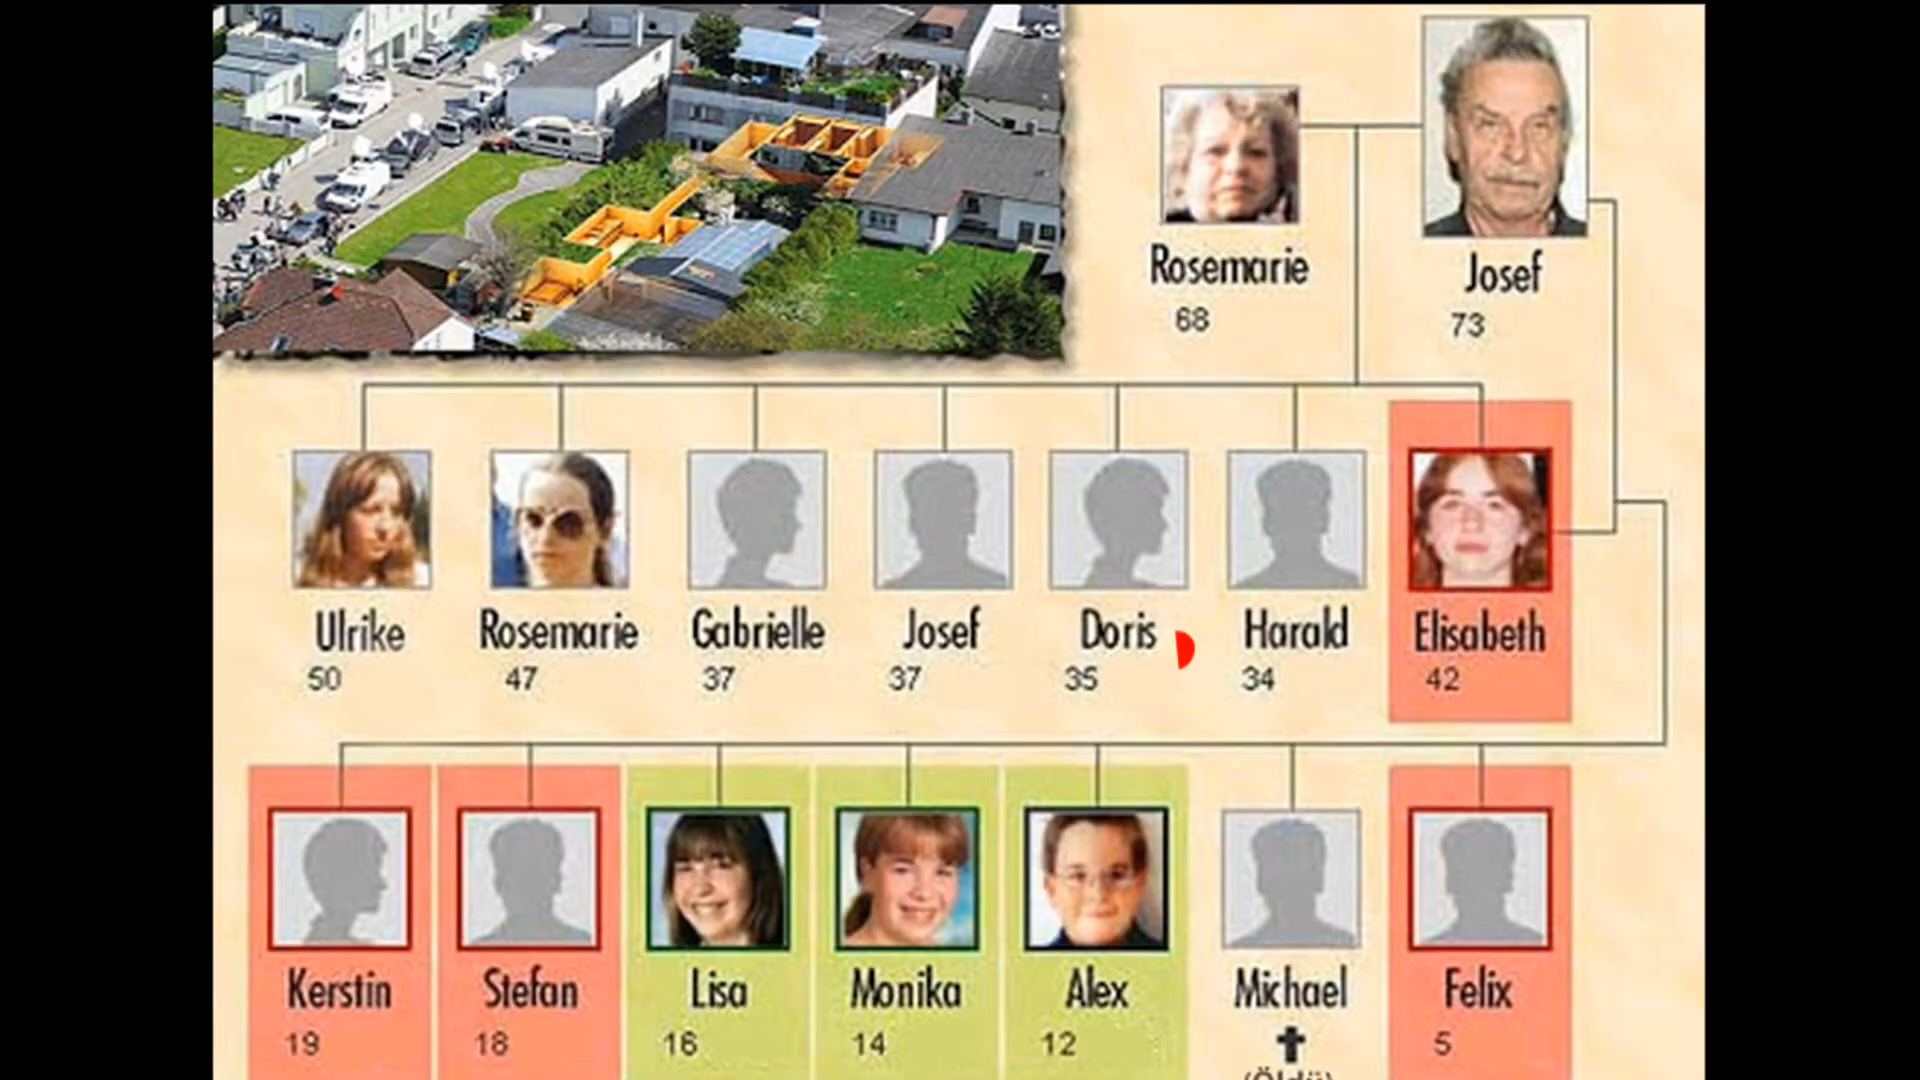 Rosemarie
68
Josef
73
Ulrike
50
Rosemarie
47
Gabrielle
37
Josef
37
Doris
35
Harald
34
Elisabeth
42
Kerstin
19
Stefan
18
Lisa
16
Monika
14
Alex
12
Michael
Felix
5